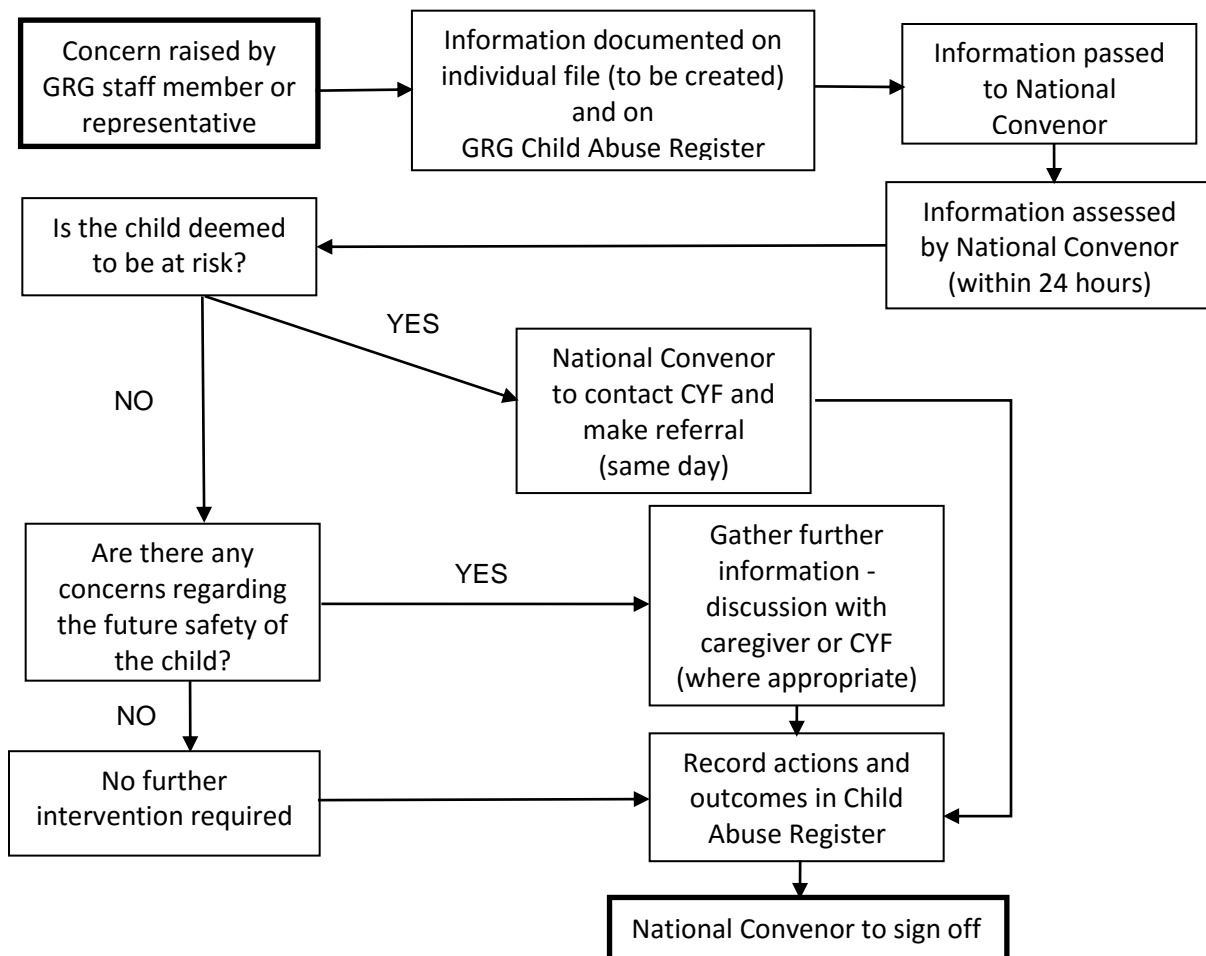 Concern raised by
GRG staff member or
representative
Information documented on
individual file (to be created)
and on
GRG Child Abuse Register
Information passed
to National
Convenor
Information assessed
by National Convenor
(within 24 hours)
Is the child deemed
to be at risk?
YES
NO
National Convenor
to contact CYF and
make referral
(same day)
Are there any
concerns regarding
the future safety of
the child?
YES
Gather further
information -
discussion with
caregiver or CYF
(where appropriate)
NO
No further
intervention required
Record actions and
outcomes in Child
Abuse Register
National Convenor to sign off